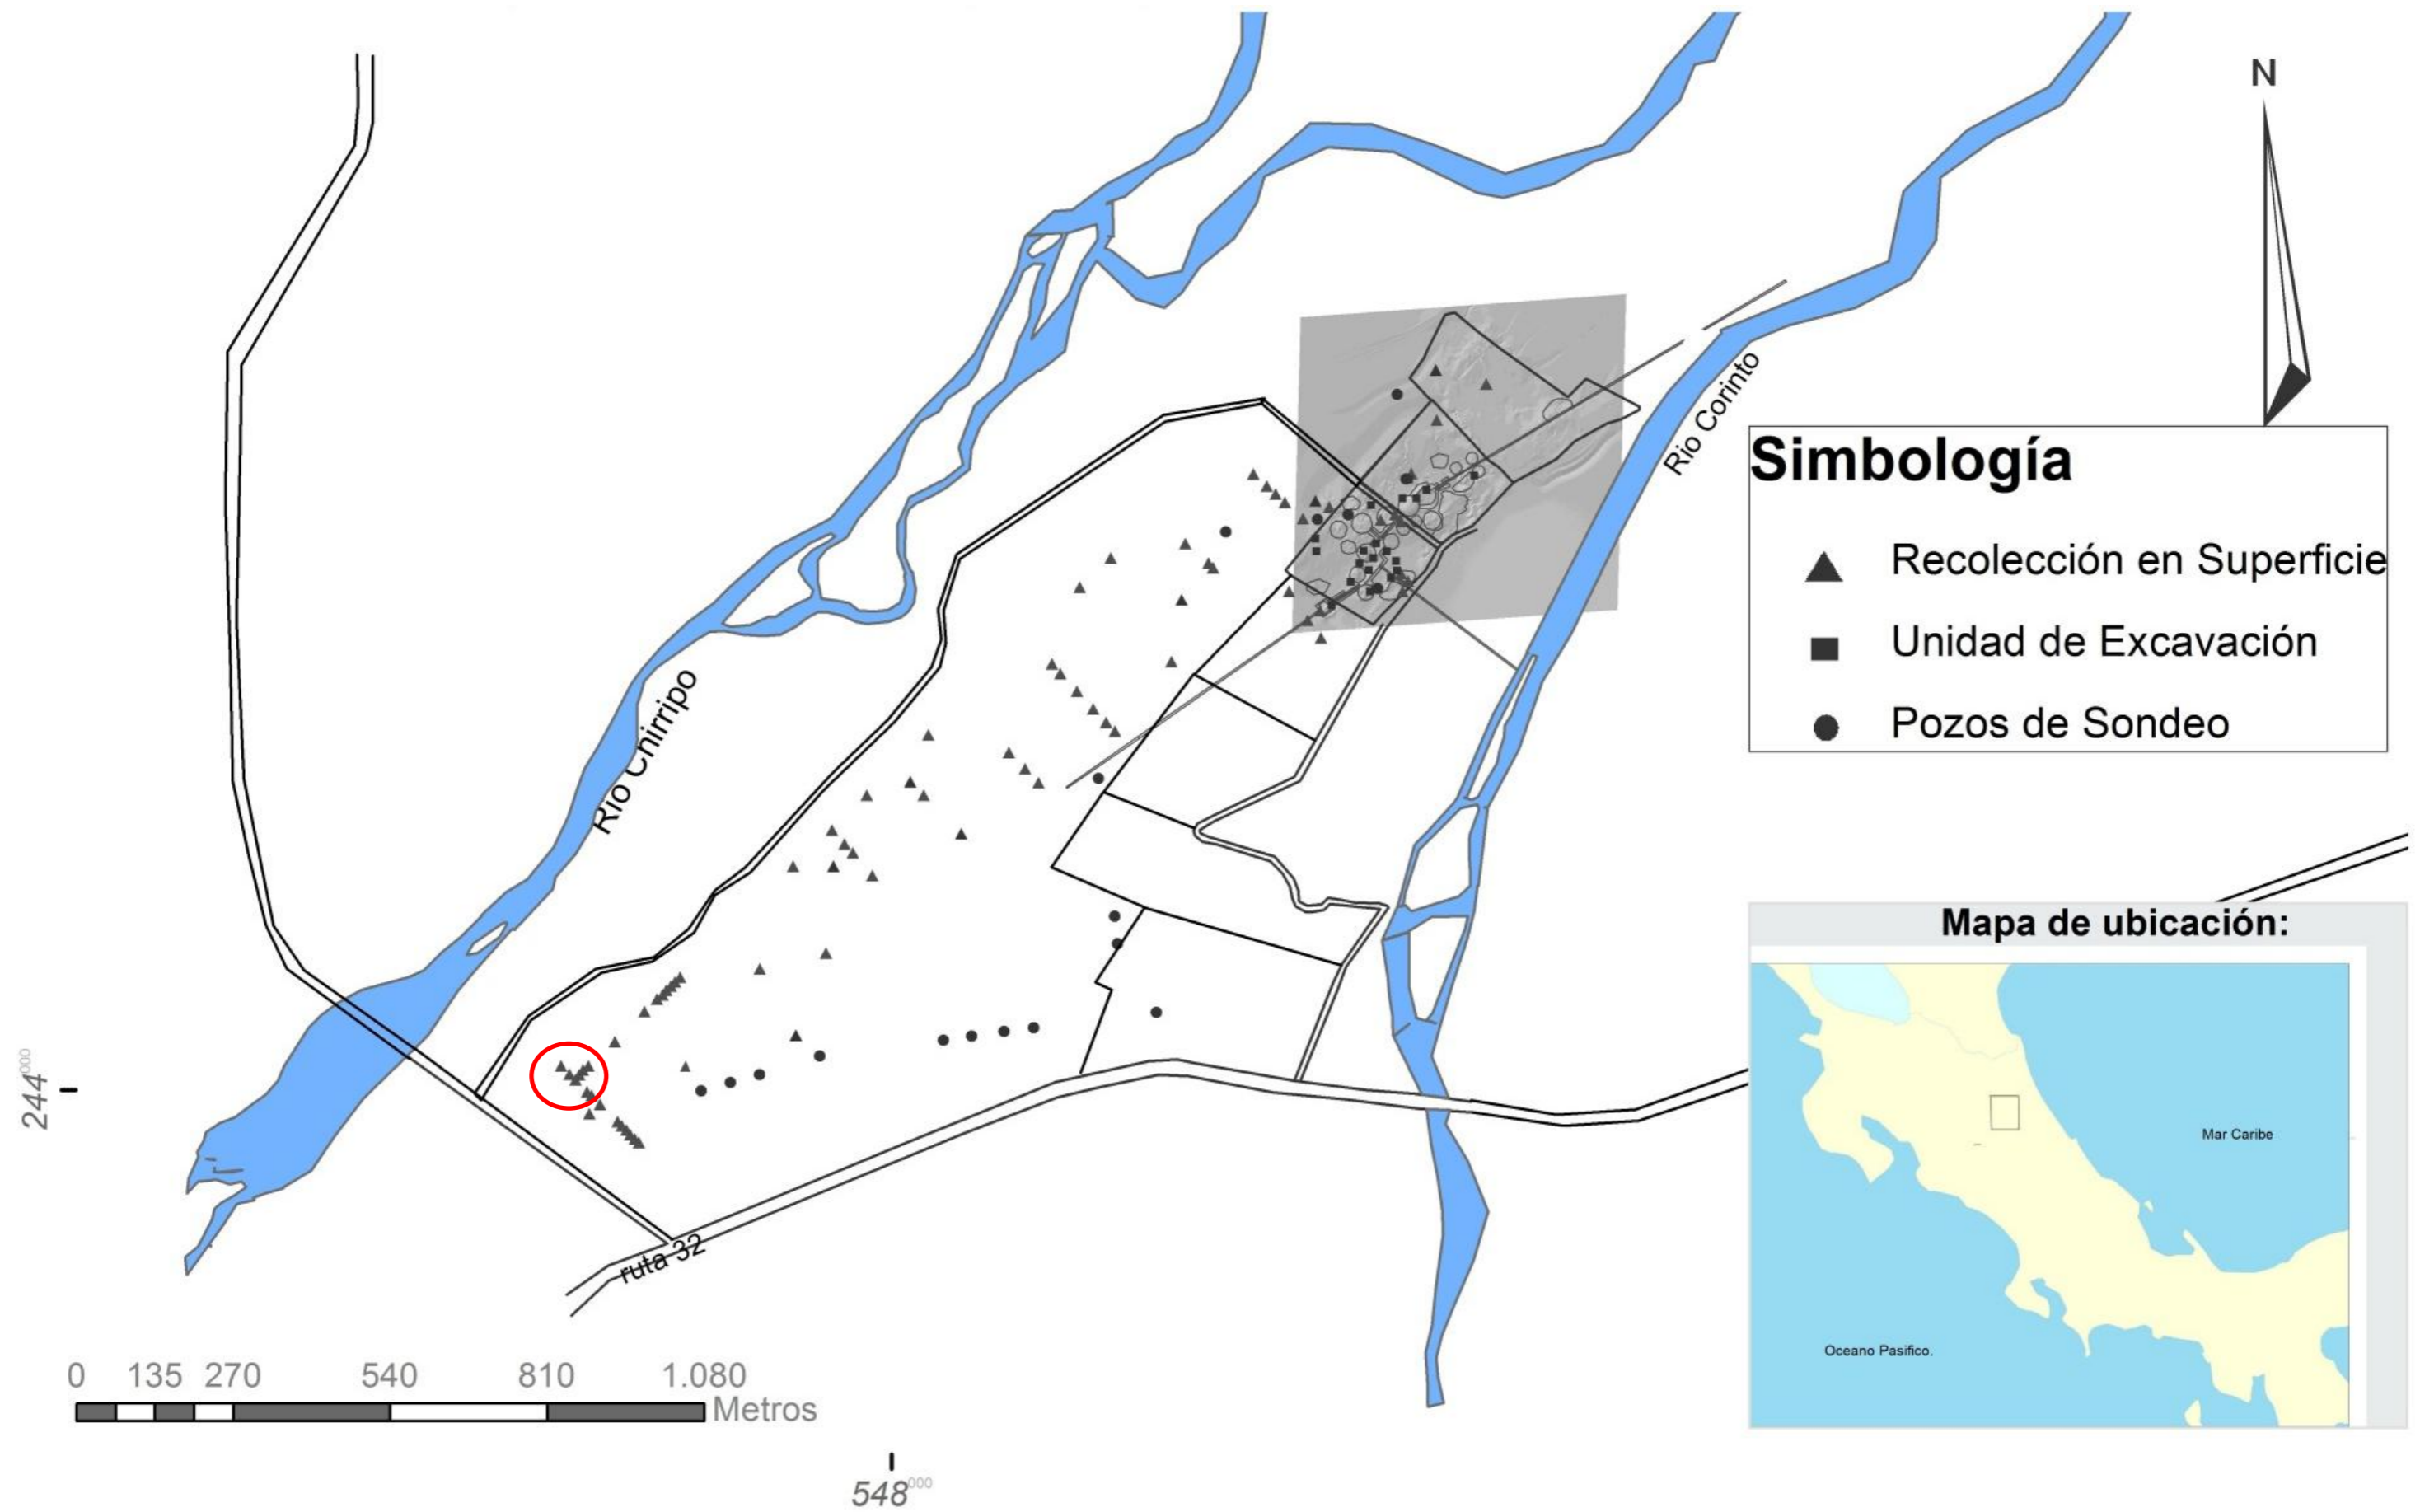 N
Rio Corinto
Simbología
Recolección en Superficie
Unidad de Excavación
Pozos de Sondeo
Rio Chirripo
Mapa de ubicación:
Mar Caribe
Oceano Pasifico.
244000
ruta 32
0 135 270 540 810 1.080
Metros
548000